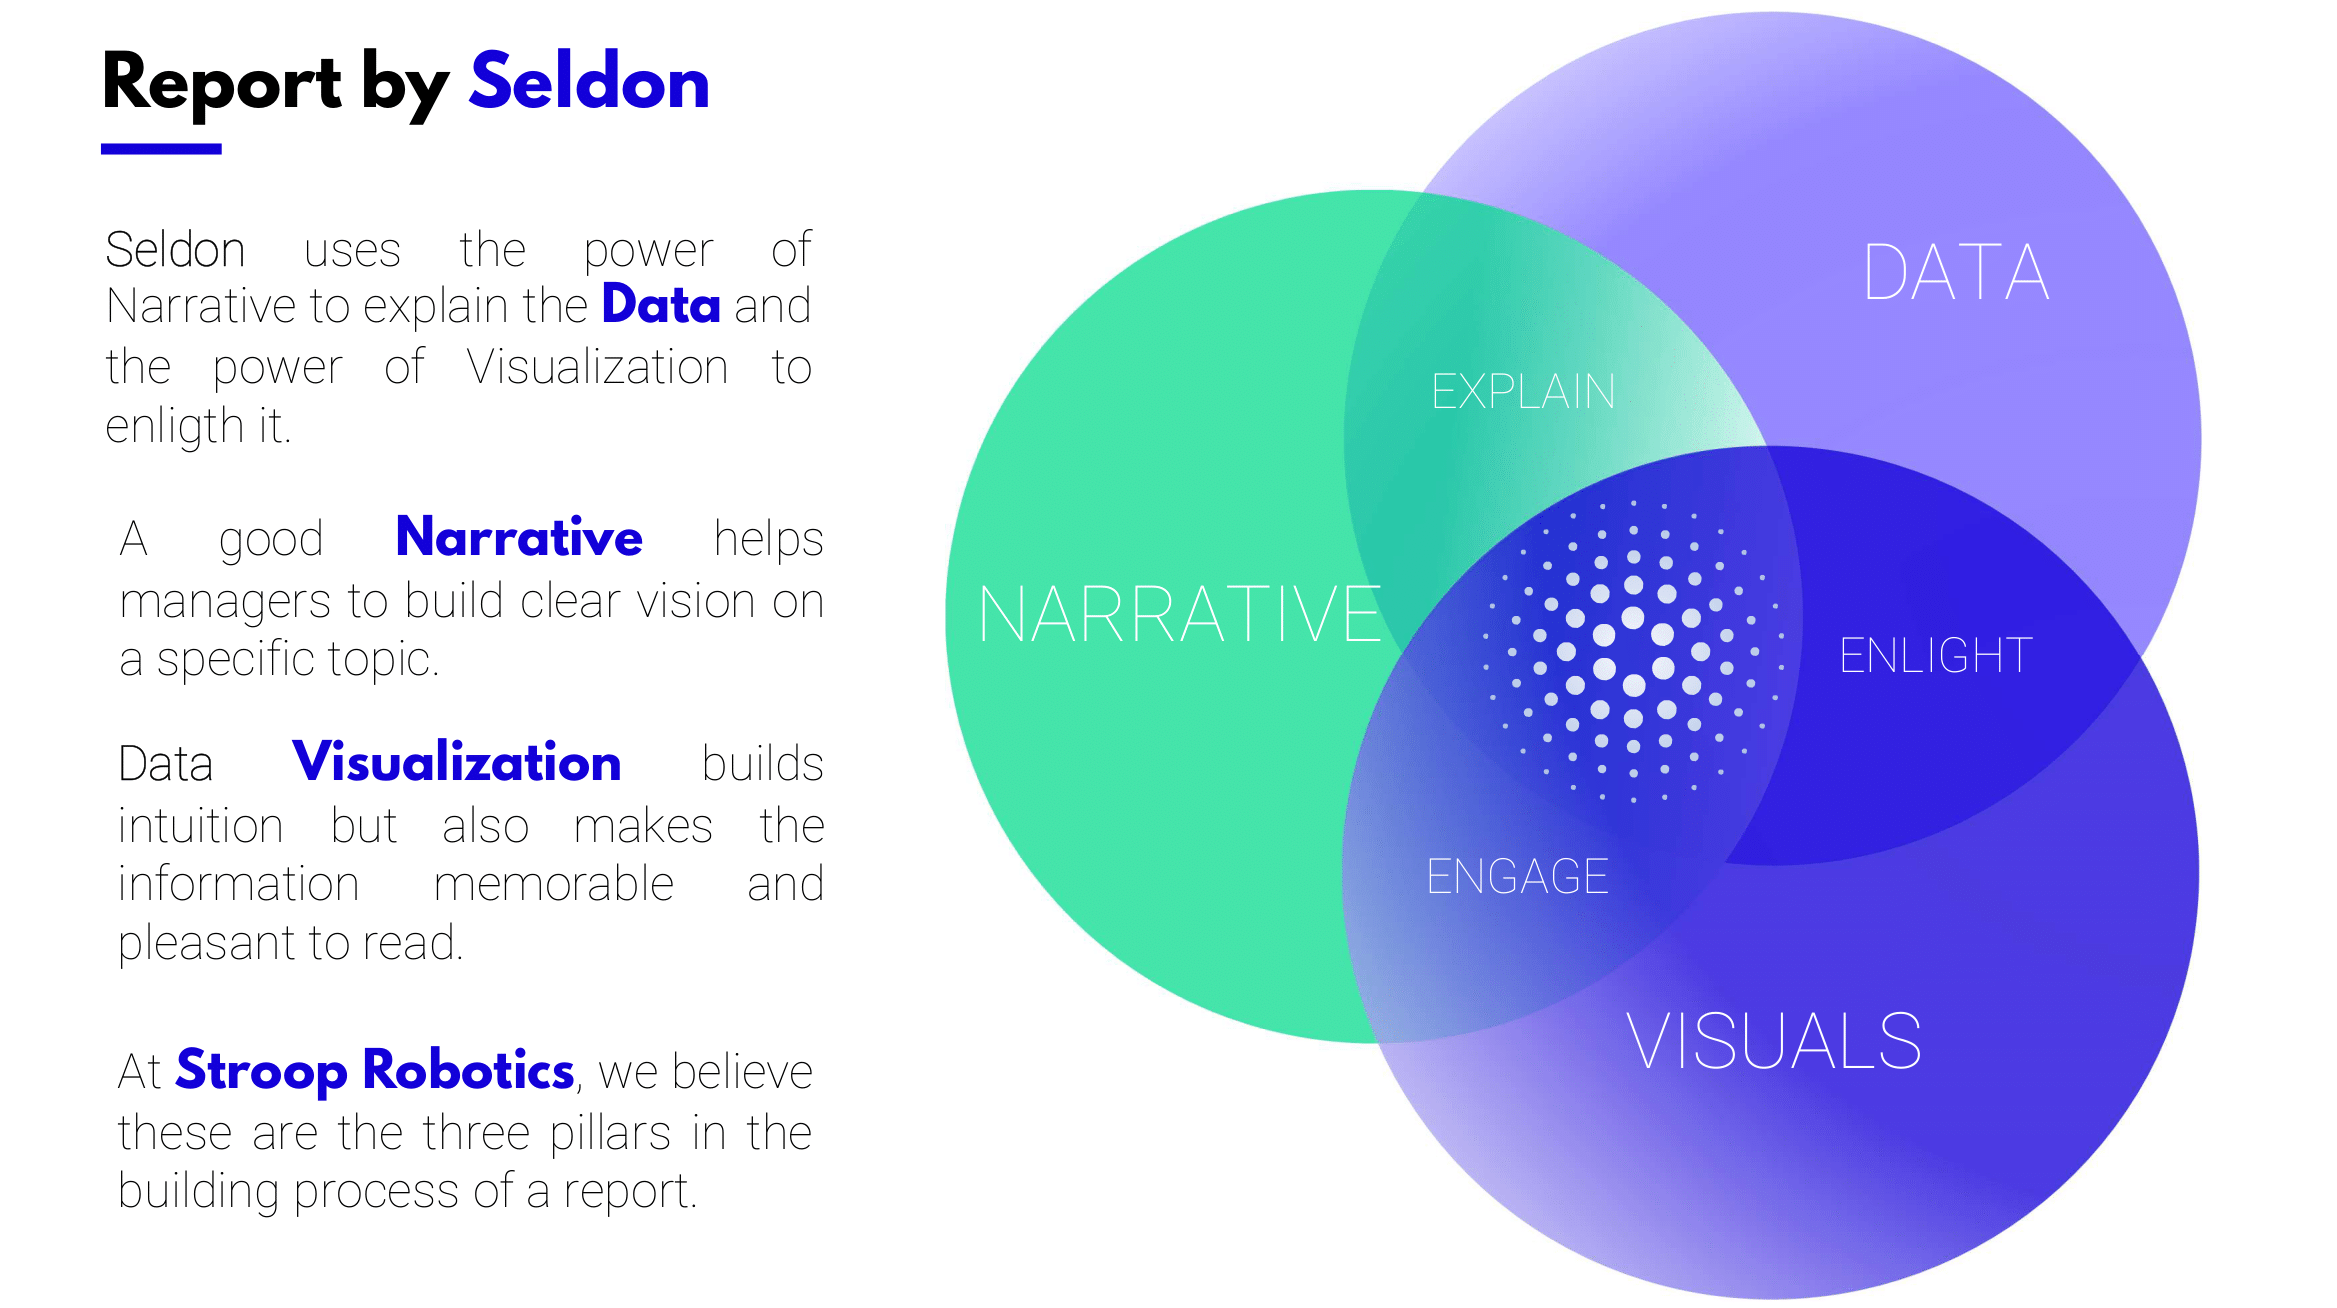 Report by Seldon
Seldon uses the power of
Narrative to explain the Data and
the power of Visualization to
enligth it.
A good Narrative helps
managers to build clear vision on
a specific topic.
Data Visualization builds
intuition but also makes the
information memorable and
pleasant to read.
At Stroop Robotics, we believe
these are the three pillars in the
building process of a report.
DATA
EXPLAIN
NARRATIVE
ENLIGHT
ENGAGE
VISUALS